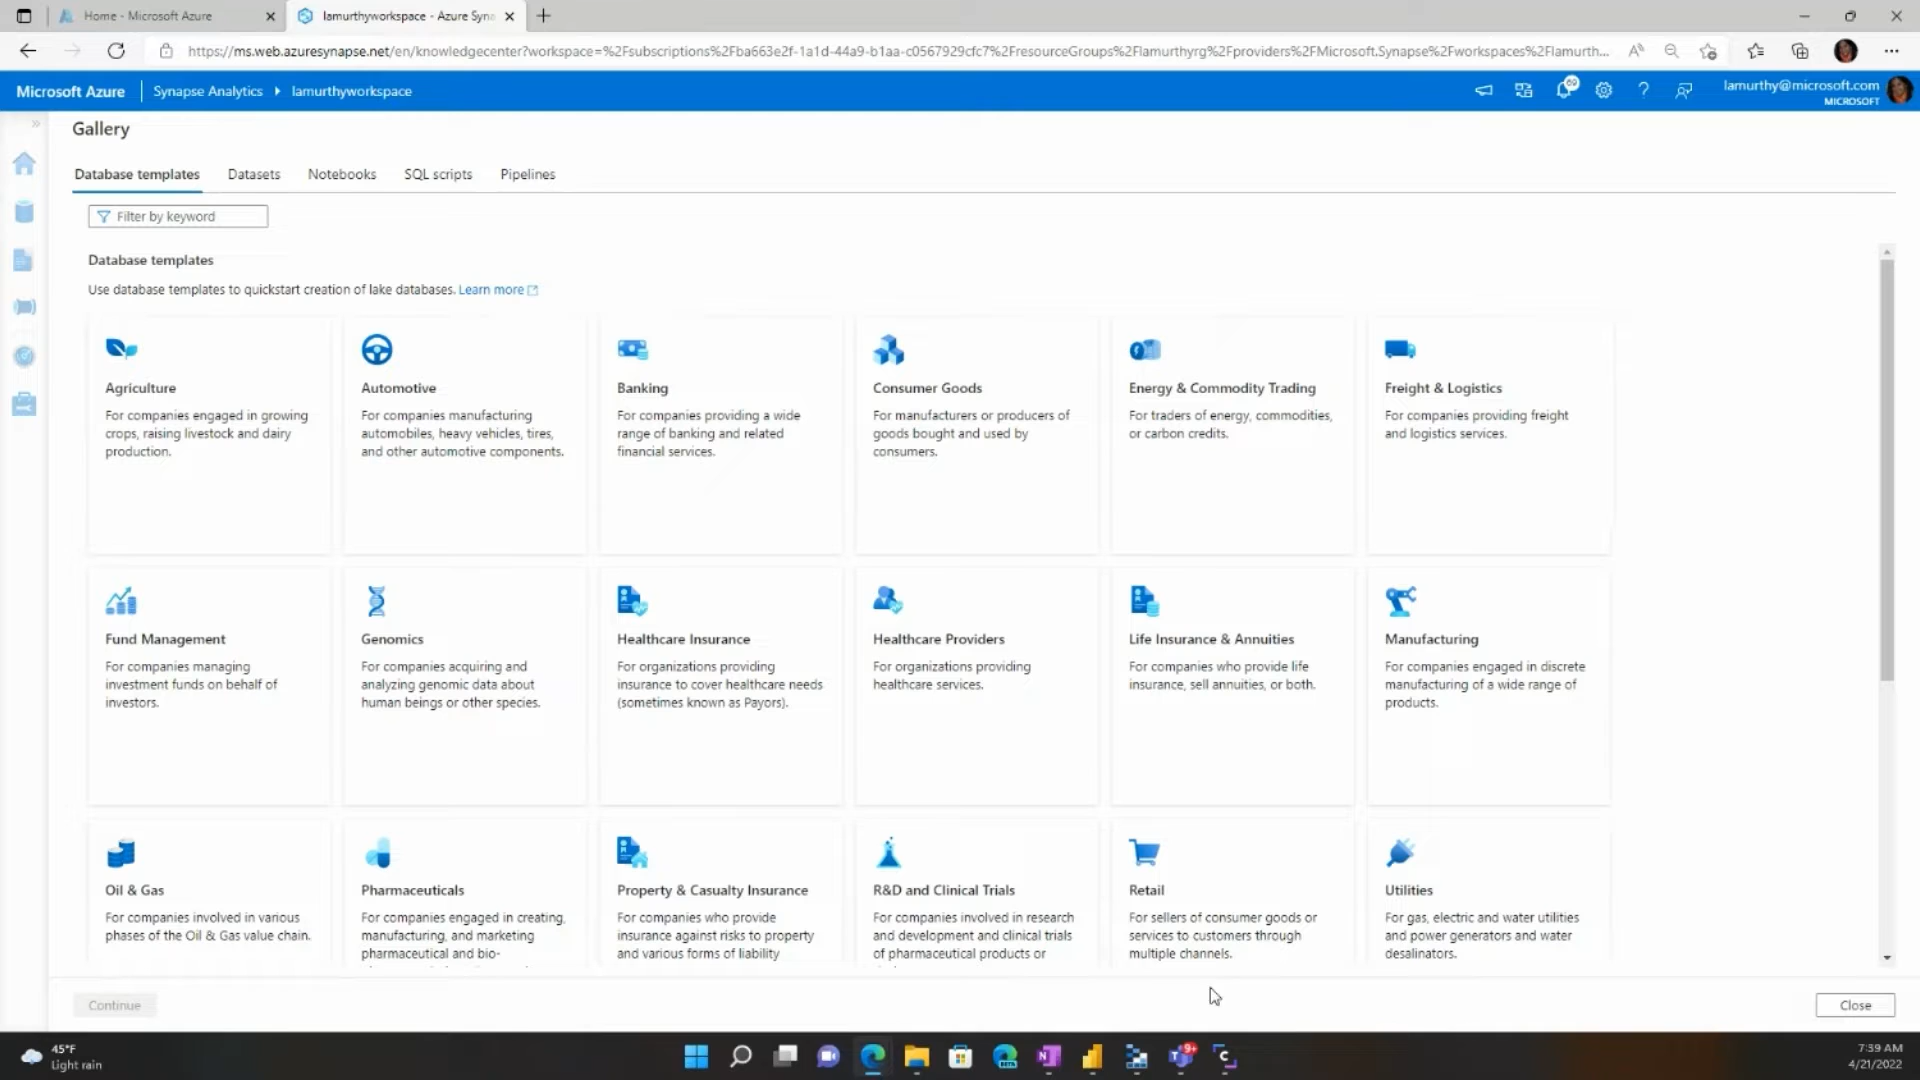 Home - Microsoft Azure
lamurthyworkspace - Azure Syna
https://ms.web.azuresynapse.net/en/knowledgecenter?workspace=%2Fsubscriptions%2Fba663e2f-1a1d-44a9-b1aa-c0567929cfc7%2FresourceGroups%2Flamurthyrg%2Fproviders%2FMicrosoft.Synapse%2Fworkspaces%2Flamurth...
Microsoft Azure
Synapse Analytics
lamurthyworkspace
69
lamurthy@microsoft.com
MICROSOFT
Gallery
Database templates
Datasets
Notebooks
SQL scripts
Pipelines
Filter by keyword
Database templates
Use database templates to quickstart creation of lake databases. Learn more
Agriculture
For companies engaged in growing
crops, raising livestock and dairy
production.
Automotive
For companies manufacturing
automobiles, heavy vehicles, tires,
and other automotive components.
Banking
For companies providing a wide
range of banking and related
financial services.
Consumer Goods
For manufacturers or producers of
goods bought and used by
consumers.
Energy & Commodity Trading
For traders of energy, commodities,
or carbon credits.
Freight & Logistics
For companies providing freight
and logistics services.
Fund Management
For companies managing
investment funds on behalf of
investors.
Genomics
For companies acquiring and
analyzing genomic data about
human beings or other species.
Healthcare Insurance
For organizations providing
insurance to cover healthcare needs
(sometimes known as Payors).
Healthcare Providers
For organizations providing
healthcare services.
Life Insurance & Annuities
For companies who provide life
insurance, sell annuities, or both.
Manufacturing
For companies engaged in discrete
manufacturing of a wide range of
products.
Oil & Gas
For companies involved in various
phases of the Oil & Gas value chain.
Pharmaceuticals
For companies engaged in creating,
manufacturing, and marketing
pharmaceutical and bio-
Property & Casualty Insurance
For companies who provide
insurance against risks to property
and various forms of liability
R&D and Clinical Trials
For companies involved in research
and development and clinical trials
of pharmaceutical products or
Retail
For sellers of consumer goods or
services to customers through
multiple channels.
Utilities
For gas, electric and water utilities
and power generators and water
desalinators.
Continue
Close
45°F
Light rain
9+
7:39 AM
4/21/2022